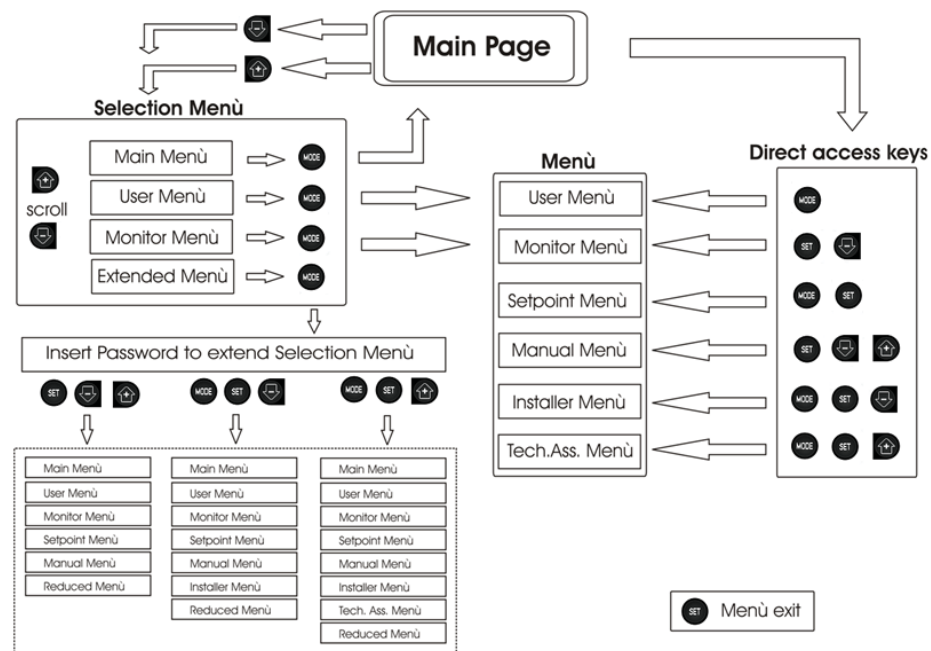 Main Page
Selection Menù
Main Menù
MODE
User Menù
MODE
scroll
Monitor Menù
MODE
Extended Menù
MODE
Insert Password to extend Selection Menù
SET
MODE SET
MODE SET
Main Menù
User Menù
Monitor Menù
Setpoint Menù
Manual Menù
Reduced Menù
Main Menù
User Menù
Monitor Menù
Setpoint Menù
Manual Menù
Installer Menù
Reduced Menù
Main Menù
User Menù
Monitor Menù
Setpoint Menù
Manual Menù
Installer Menù
Tech. Ass. Menù
Reduced Menù
Menù
User Menù
Monitor Menù
Setpoint Menù
Manual Menù
Installer Menù
Tech.Ass. Menù
Direct access keys
MODE
SET
MODE SET
SET
MODE SET
MODE SET
SET Menù exit